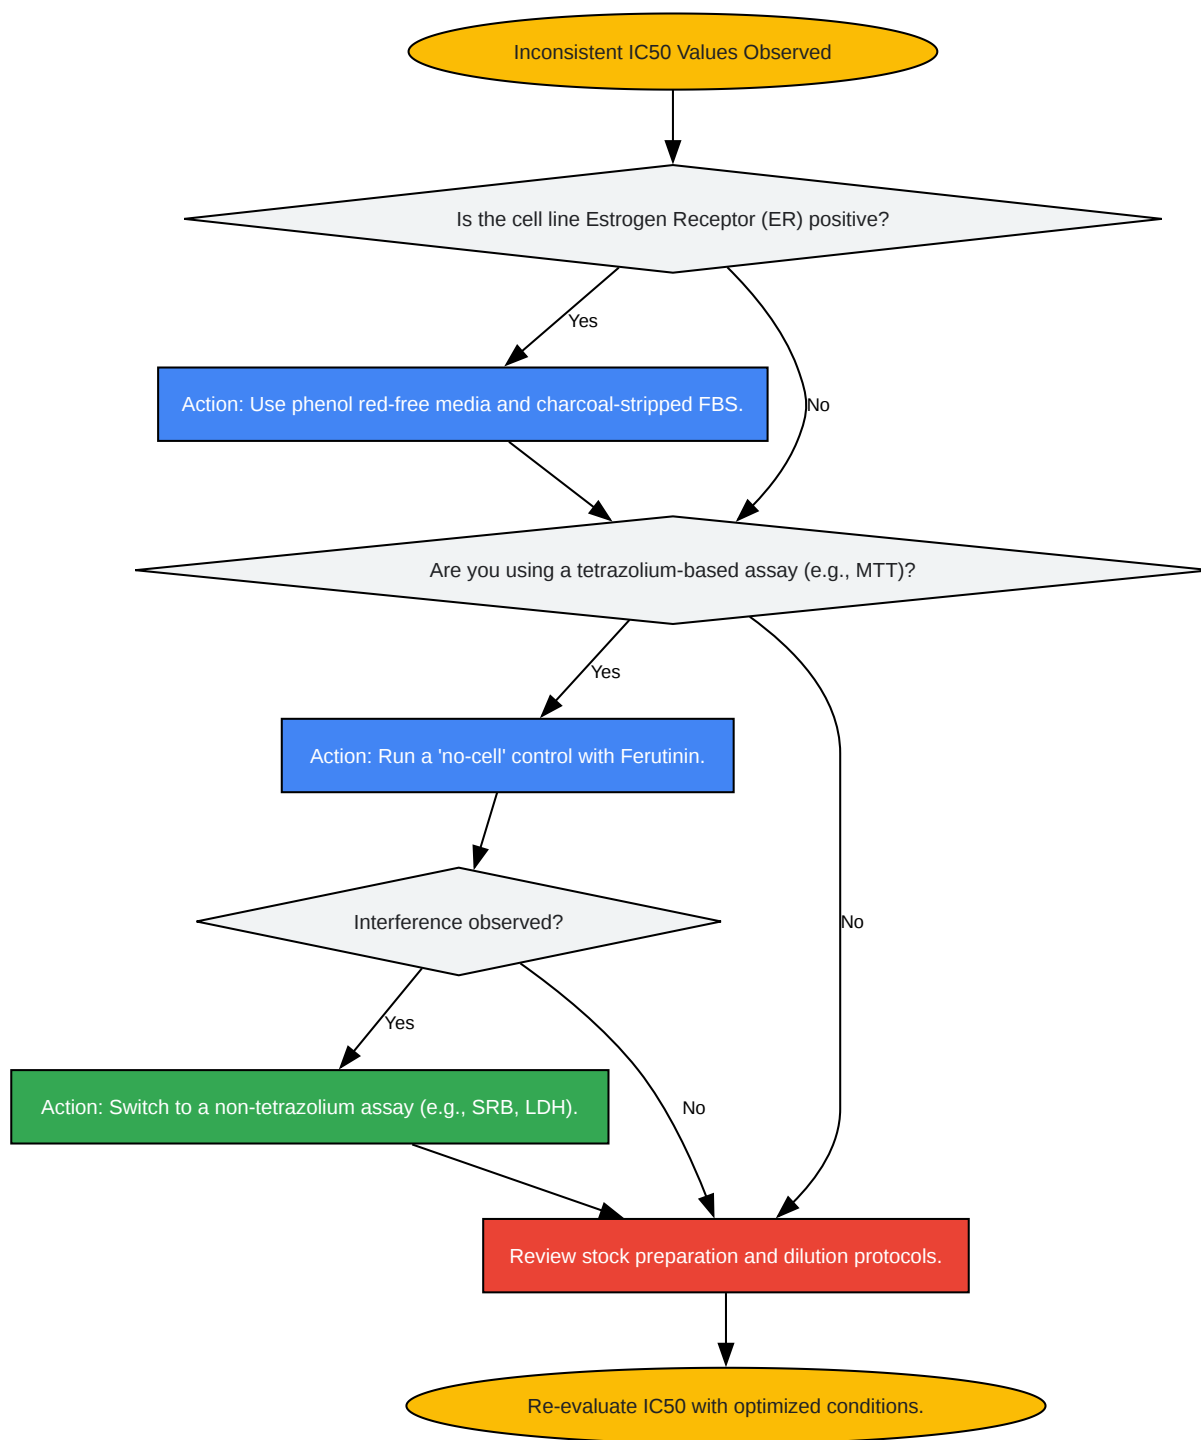 Inconsistent IC50 Values Observed
Is the cell line Estrogen Receptor (ER) positive?
Yes
Action: Use phenol red-free media and charcoal-stripped FBS.
No
Are you using a tetrazolium-based assay (e.g., MTT)?
Yes
Action: Run a 'no-cell' control with Ferutinin.
Interference observed?
No
Yes
Action: Switch to a non-tetrazolium assay (e.g., SRB, LDH).
No
Review stock preparation and dilution protocols.
Re-evaluate IC50 with optimized conditions.